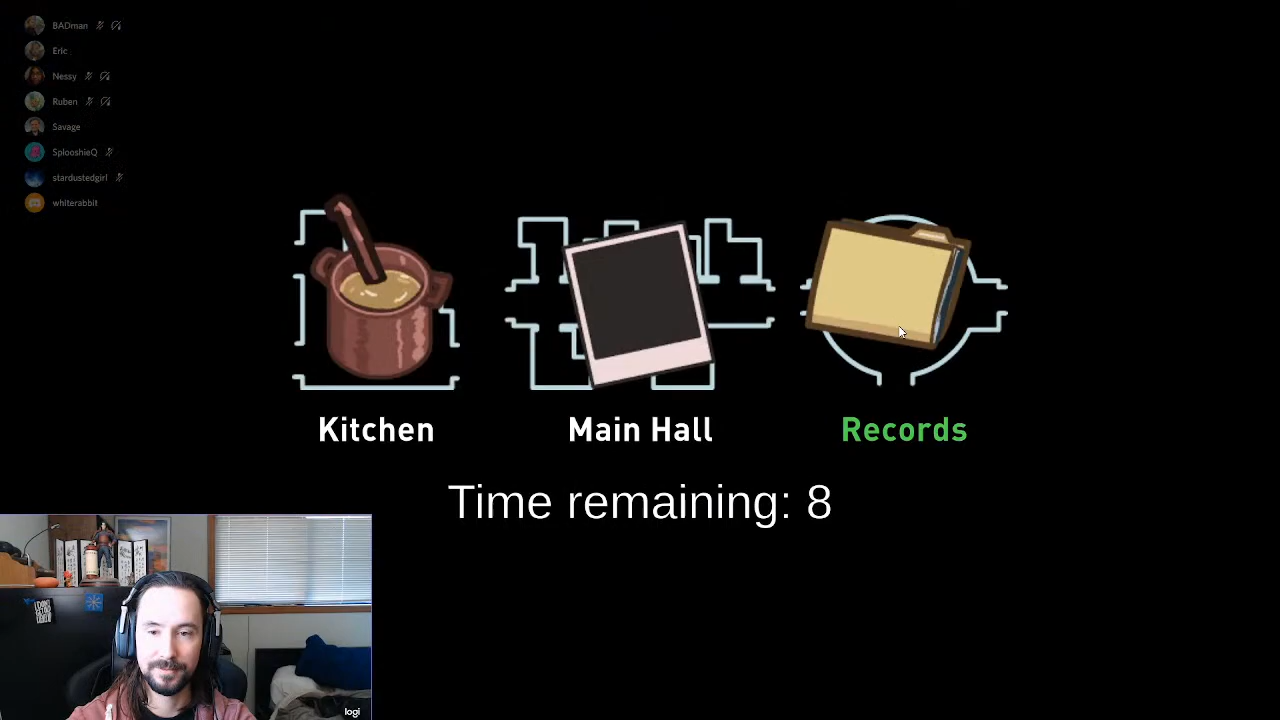 BADman
Eric
Nessy
Ruben
Savage
SplooshieQ
stardustedgirl
whiterabbit
Kitchen
Main Hall
Records
Time remaining: 8
logi